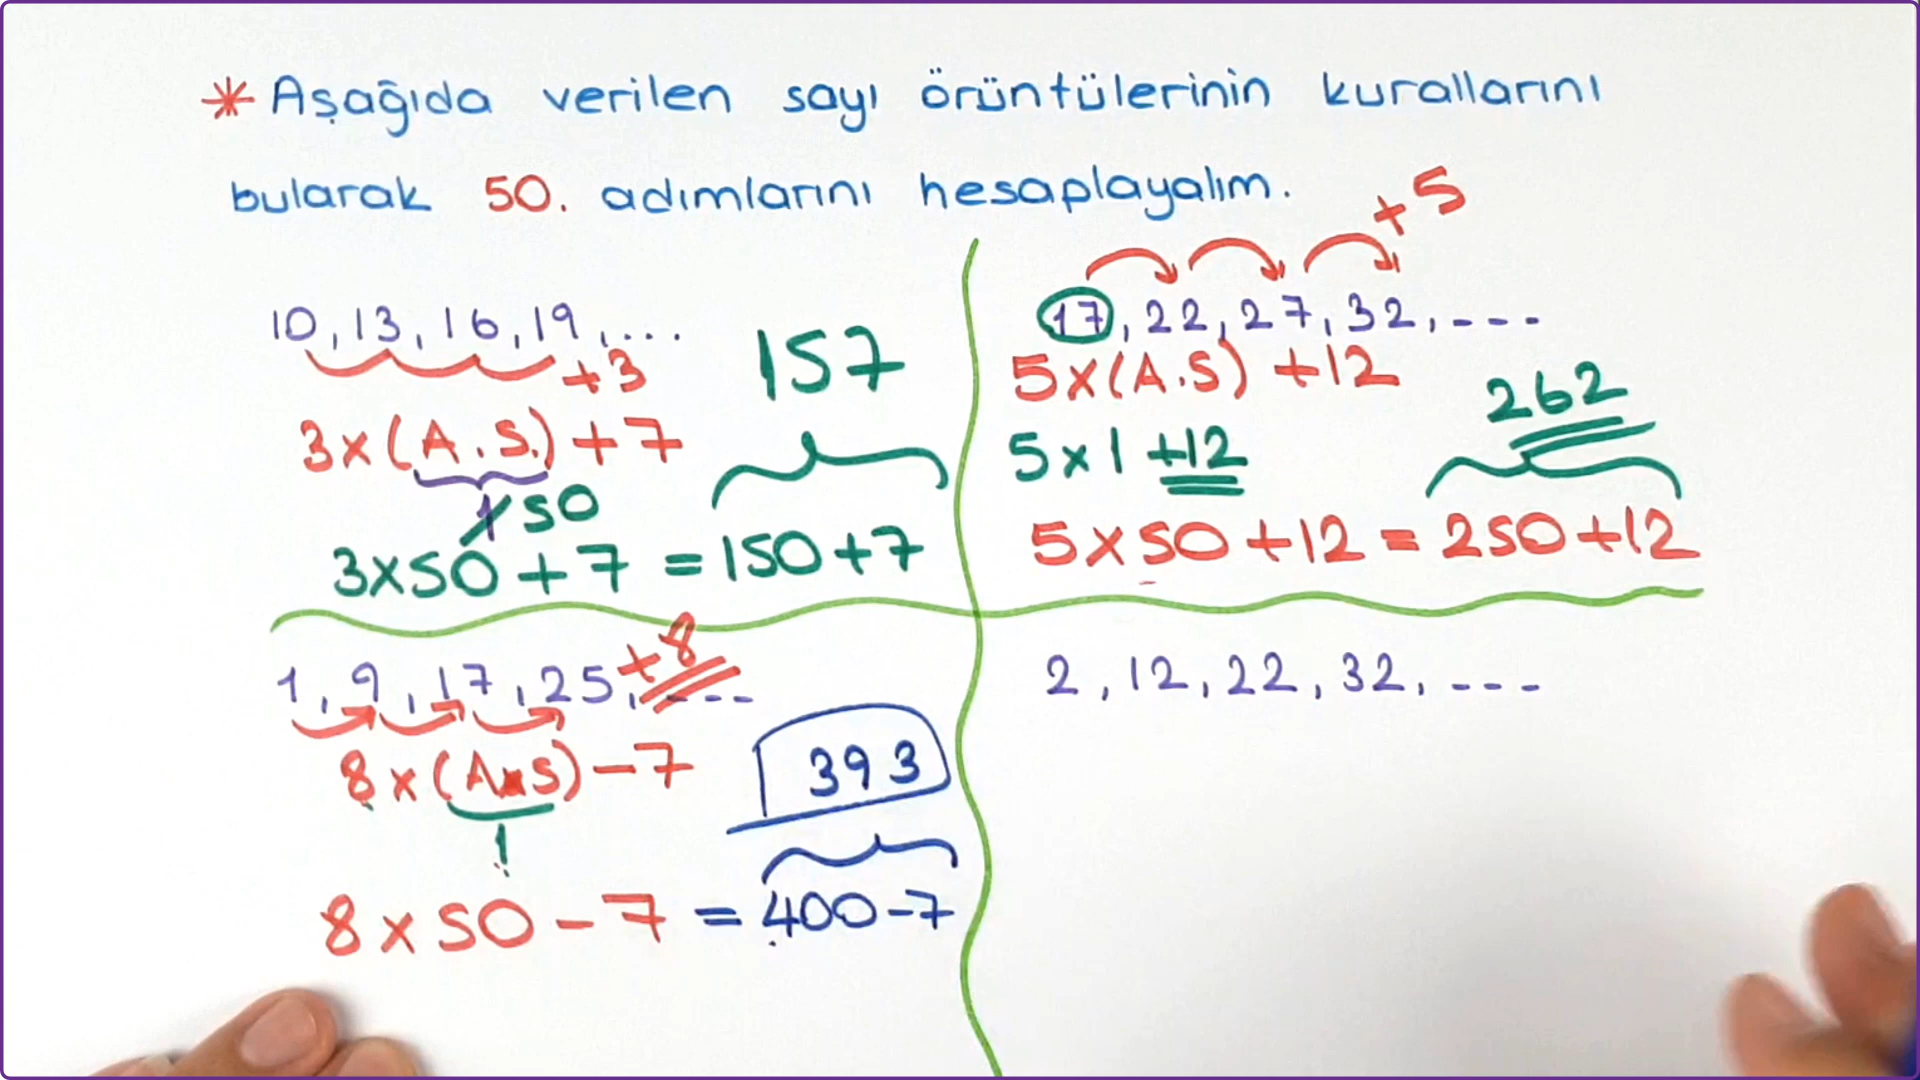 * Aşağıda verilen sayı örüntülerinin kurallarını
bularak 50. adımlarını hesaplayalım.
10, 13, 16, 19, ...
+3
157
3x(A.S.)+7
1 50
3x50+7 = 150+7
+5
17, 22, 27, 32, ---
5x(A.S) +12
262
5x1+12
5x50+12 = 250+12
1, 9, 17, 25, ---
+8
8x(A.S)-7
1
393
8x50-7 = 400-7
2, 12, 22, 32, ---